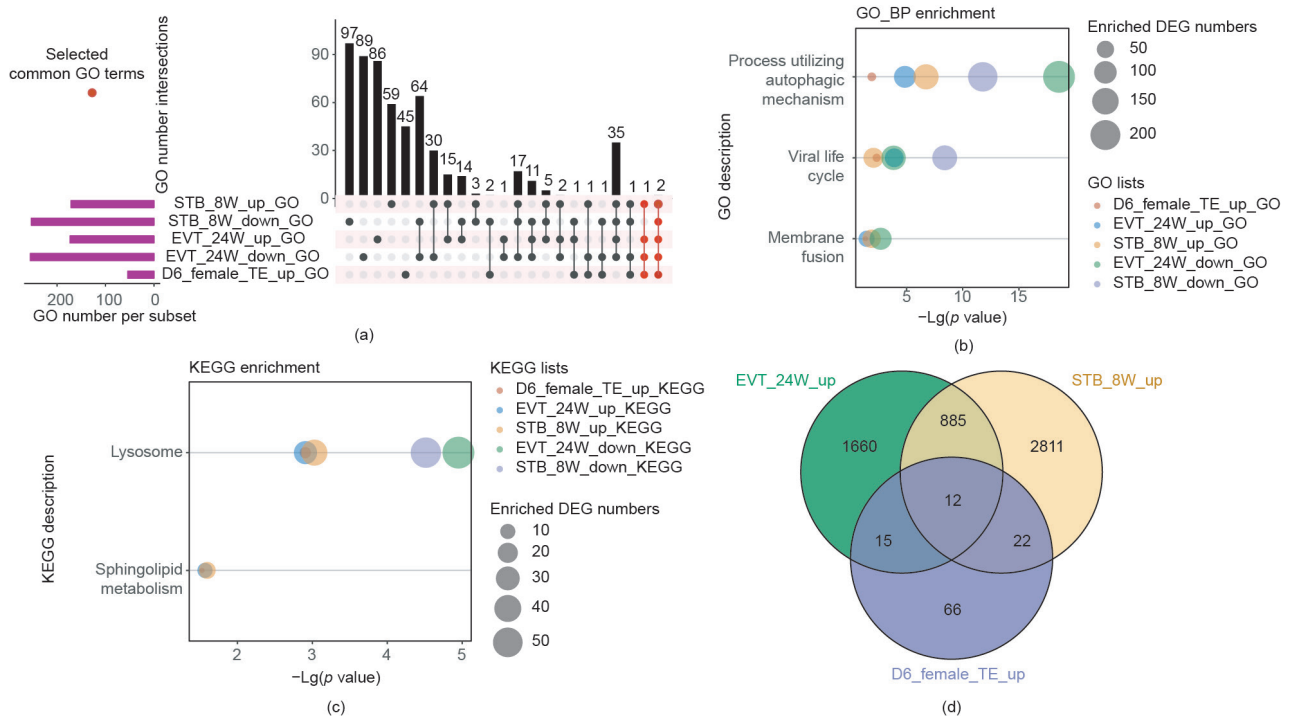 Selected
common GO terms
GO number intersections
90
60
30
0
97
89
86
59
45
64
30
15
14
3
2
1
17
11
5
2
1
1
35
1
1
2
STB_8W_up_GO
STB_8W_down_GO
EVT_24W_up_GO
EVT_24W_down_GO
D6_female_TE_up_GO
200
100
0
GO number per subset
(a)
GO_BP enrichment
GO description
Process utilizing
autophagic
mechanism
Viral life
cycle
Membrane
fusion
5
10
15
−Lg(p value)
(b)
Enriched DEG numbers
50
100
150
200
GO lists
D6_female_TE_up_GO
EVT_24W_up_GO
STB_8W_up_GO
EVT_24W_down_GO
STB_8W_down_GO
KEGG enrichment
KEGG description
Lysosome
Sphingolipid
metabolism
2
3
4
5
−Lg(p value)
(c)
KEGG lists
D6_female_TE_up_KEGG
EVT_24W_up_KEGG
STB_8W_up_KEGG
EVT_24W_down_KEGG
STB_8W_down_KEGG
Enriched DEG numbers
10
20
30
40
50
EVT_24W_up
STB_8W_up
885
1660
2811
12
15
22
66
D6_female_TE_up
(d)